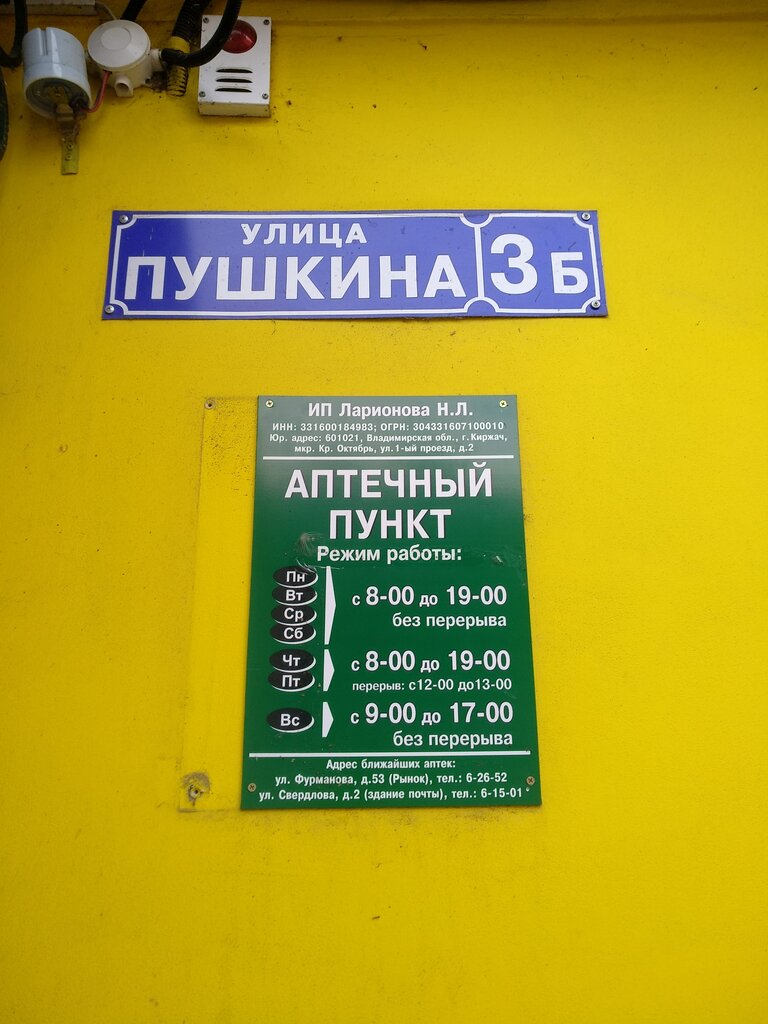 УЛИЦА
ПУШКИНА 3Б
ИП Ларионова Н.Л.
ИНН: 331600184983; ОГРН: 304331607100010
Юр. адрес: 601021, Владимирская обл., г.Киржач,
мкр. Кр. Октябрь, ул.1-ый проезд, д.2
АПТЕЧНЫЙ
ПУНКТ
Режим работы:
Пн
Вт
Ср
Сб
с 8-00 до 19-00
без перерыва
Чт
Пт
с 8-00 до 19-00
перерыв: с12-00 до13-00
Вс
с 9-00 до 17-00
без перерыва
Адрес ближайших аптек:
ул. Фурманова, д.53 (Рынок), тел.: 6-26-52
ул. Свердлова, д.2 (здание почты), тел.: 6-15-01